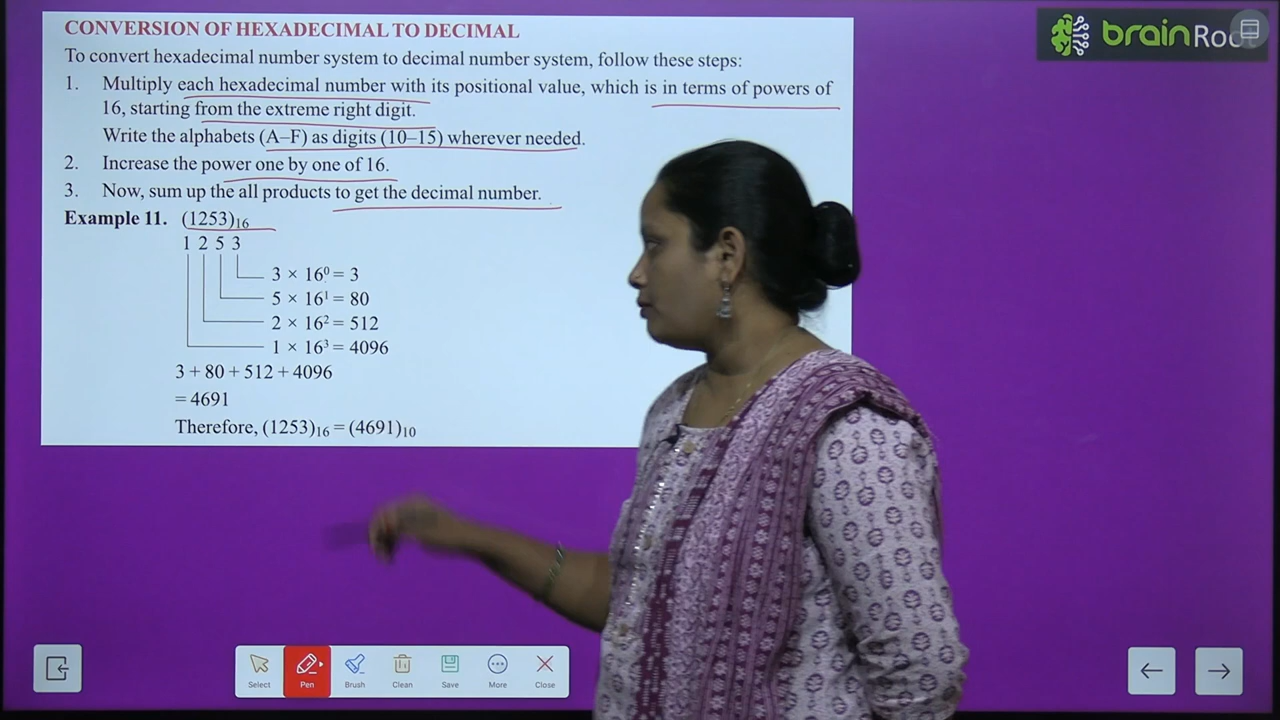 CONVERSION OF HEXADECIMAL TO DECIMAL
To convert hexadecimal number system to decimal number system, follow these steps:
1. Multiply each hexadecimal number with its positional value, which is in terms of powers of
16, starting from the extreme right digit.
Write the alphabets (A–F) as digits (10–15) wherever needed.
2. Increase the power one by one of 16.
3. Now, sum up the all products to get the decimal number.
Example 11. (1253)₁₆
1 2 5 3
3 × 16⁰ = 3
5 × 16¹ = 80
2 × 16² = 512
1 × 16³ = 4096
3 + 80 + 512 + 4096
= 4691
Therefore, (1253)₁₆ = (4691)₁₀
Select Pen Brush Clean Save More Close